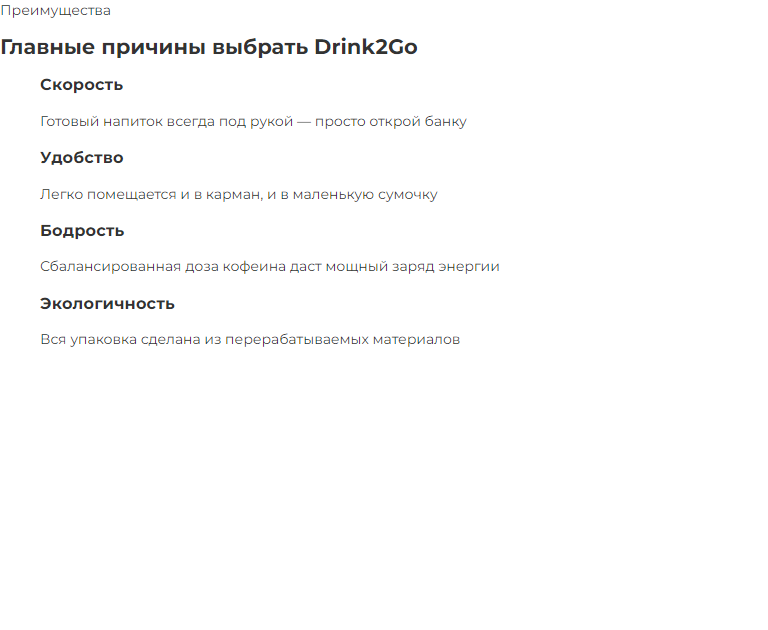 Преимущества
Главные причины выбрать Drink2Go
Скорость
Готовый напиток всегда под рукой — просто открой банку
Удобство
Легко помещается и в карман, и в маленькую сумочку
Бодрость
Сбалансированная доза кофеина даст мощный заряд энергии
Экологичность
Вся упаковка сделана из перерабатываемых материалов